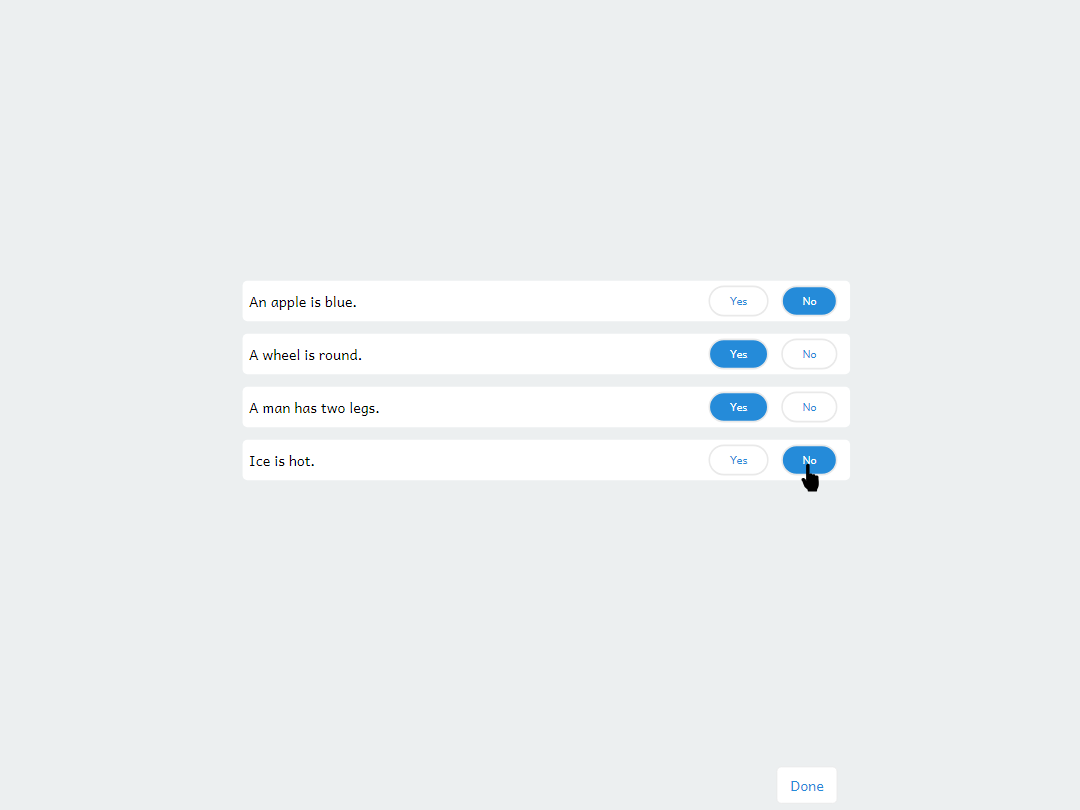 An apple is blue. Yes No
A wheel is round. Yes No
A man has two legs. Yes No
Ice is hot. Yes No
Done